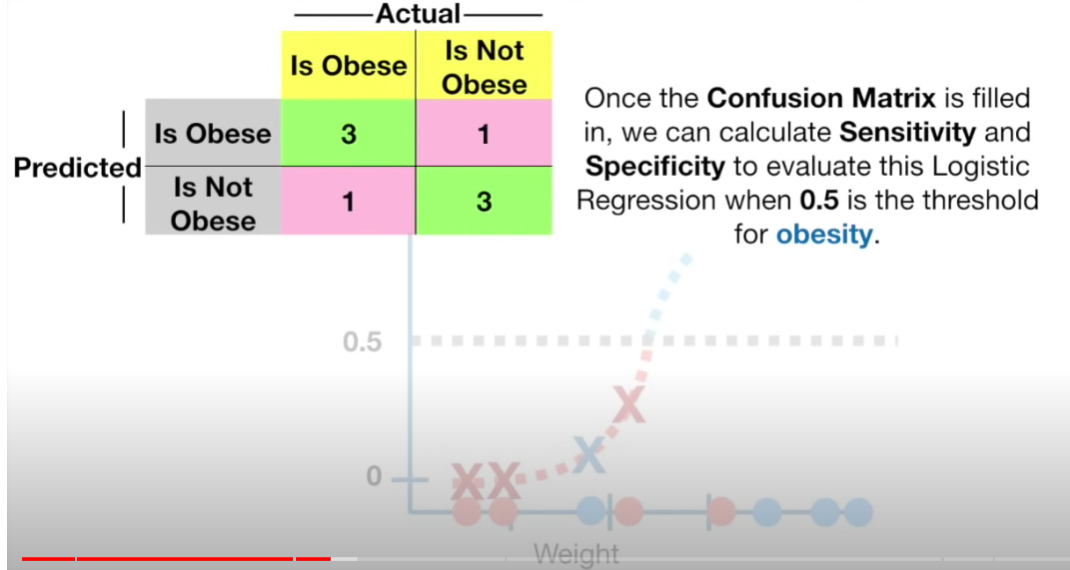 Actual
Is Obese
Is Not
Obese
Is Obese
3
1
Predicted
Is Not
Obese
1
3
Once the Confusion Matrix is filled
in, we can calculate Sensitivity and
Specificity to evaluate this Logistic
Regression when 0.5 is the threshold
for obesity.
0.5
X
X
0
XX
Weight